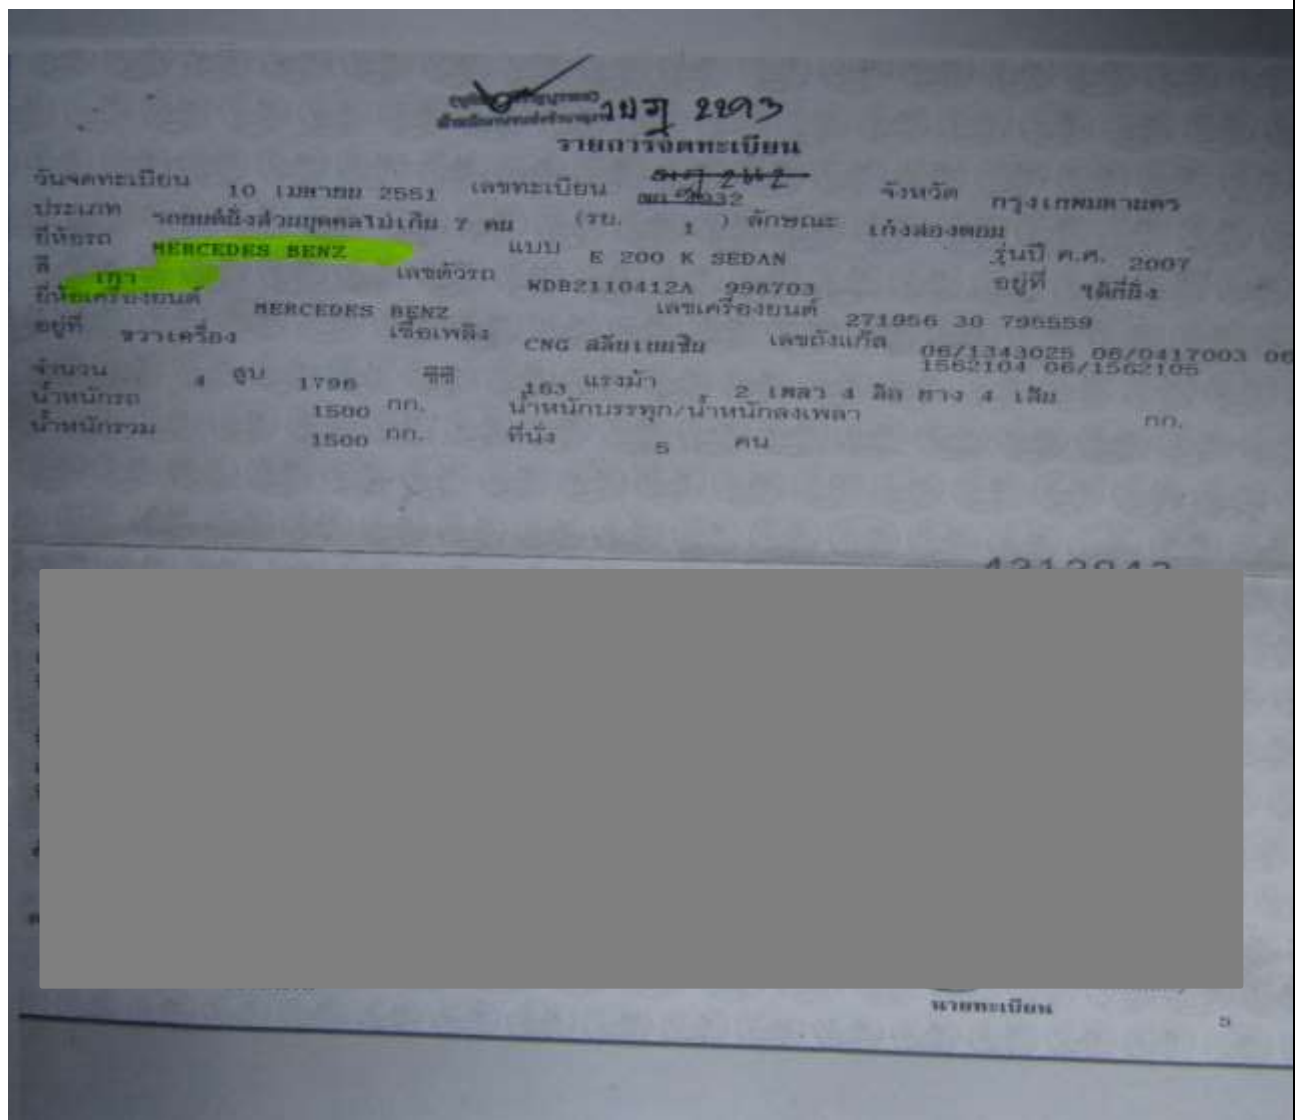 2293
รายการจดทะเบียน
วันจดทะเบียน 10 เมษายน 2551 เลขทะเบียน จังหวัด กรุงเทพมหานคร
ประเภท รถยนต์นั่งส่วนบุคคลไม่เกิน 7 คน (รย. 1 ) ลักษณะ เก๋งสองตอน
ยี่ห้อรถ MERCEDES BENZ แบบ E 200 K SEDAN รุ่นปี ค.ศ. 2007
สี เทา เลขตัวรถ WDB2110412A 998703 อยู่ที่ ใต้ที่นั่ง
ยี่ห้อเครื่องยนต์ MERCEDES BENZ เลขเครื่องยนต์ 271956 30 795559
อยู่ที่ ขวาเครื่อง เชื้อเพลิง CNG สลับเบนซิน เลขถังแก๊ส 06/1343025 06/0417003 06
1562104 06/1562105
จำนวน 4 สูบ 1796 ซีซี 163 แรงม้า 2 เพลา 4 ล้อ ยาง 4 เส้น
น้ำหนักรถ 1500 กก. น้ำหนักบรรทุก/น้ำหนักลงเพลา กก.
น้ำหนักรวม 1500 กก. ที่นั่ง 5 คน
นายทะเบียน
5